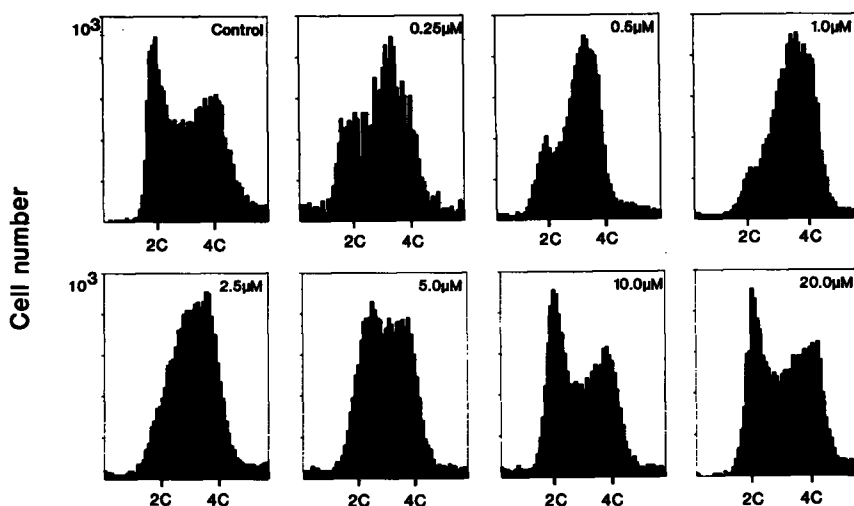 10³
Control
0.25µM
0.5µM
1.0µM
2C 4C
2C 4C
2C 4C
2C 4C
Cell number
10³
2.5µM
5.0µM
10.0µM
20.0µM
2C 4C
2C 4C
2C 4C
2C 4C